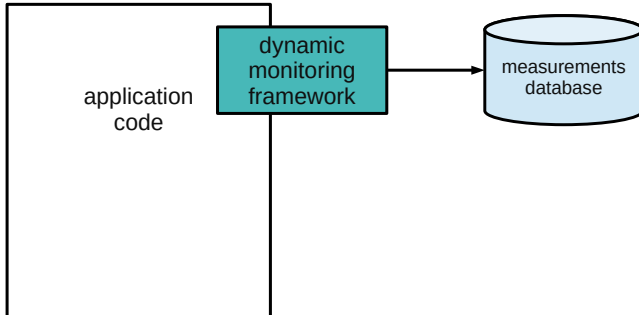 dynamic
monitoring
framework
application
code
measurements
database